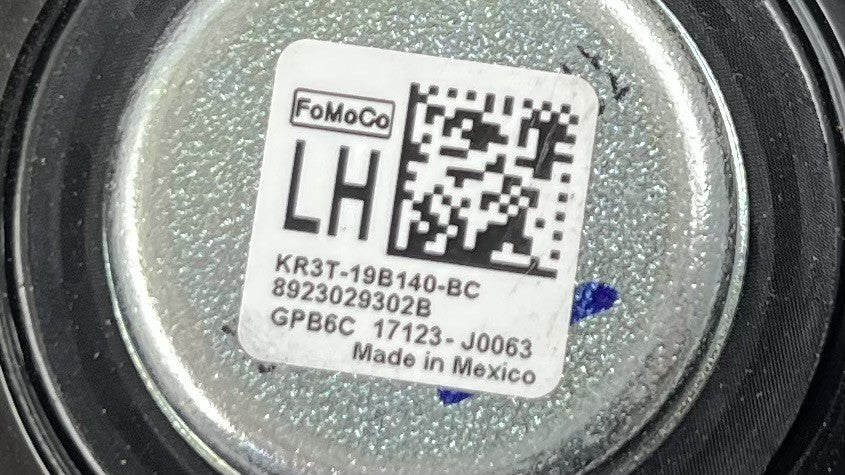 FoMoCo
LH
KR3T-19B140-BC
8923029302B
GPB6C 17123-J0063
Made in Mexico